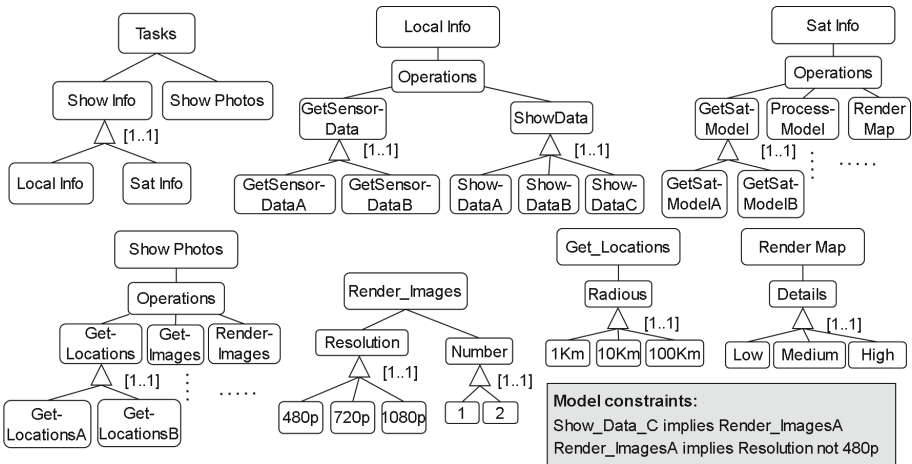 Tasks
Show Info
Show Photos
[1..1]
Local Info
Sat Info
Local Info
Operations
GetSensor-
Data
ShowData
[1..1]
[1..1]
GetSensor-
DataA
GetSensor-
DataB
Show-
DataA
Show-
DataB
Show-
DataC
Sat Info
Operations
GetSat-
Model
Process-
Model
Render
Map
[1..1]
GetSat-
ModelA
GetSat-
ModelB
Show Photos
Operations
Get-
Locations
Get-
Images
Render-
Images
[1..1]
Get-
LocationsA
Get-
LocationsB
Render_Images
Resolution
Number
[1..1]
[1..1]
480p
720p
1080p
1
2
Get_Locations
Radious
[1..1]
1Km
10Km
100Km
Render Map
Details
[1..1]
Low
Medium
High
Model constraints:
Show_Data_C implies Render_ImagesA
Render_ImagesA implies Resolution not 480p